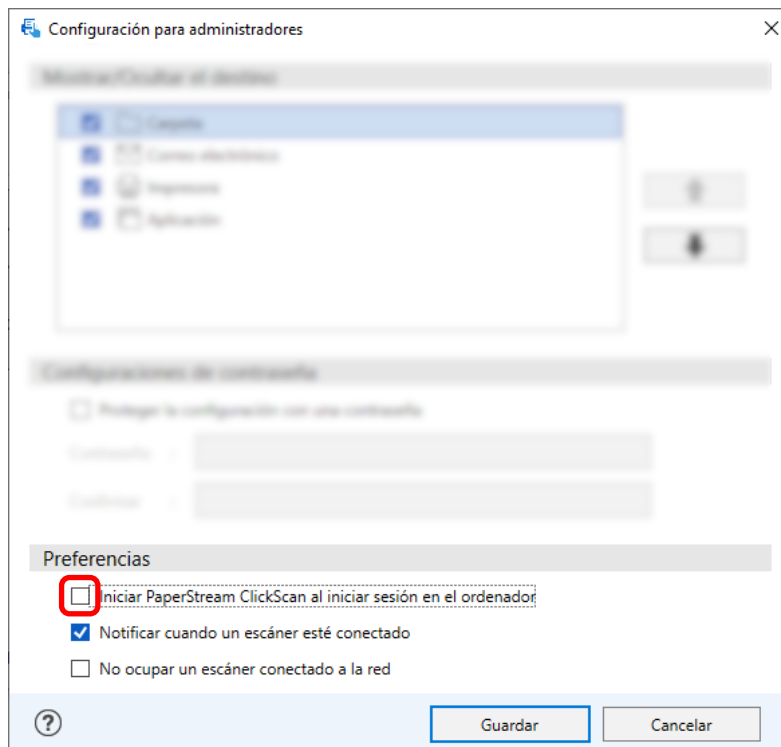 Configuración para administradores
Mostrar/Ocultar el destino
Carpeta
Correo electrónico
Impresora
Aplicación
Configuraciones de contraseña
Proteger la configuración con una contraseña
Contraseña :
Confirmar :
Preferencias
Iniciar PaperStream ClickScan al iniciar sesión en el ordenador
Notificar cuando un escáner esté conectado
No ocupar un escáner conectado a la red
?
Guardar
Cancelar